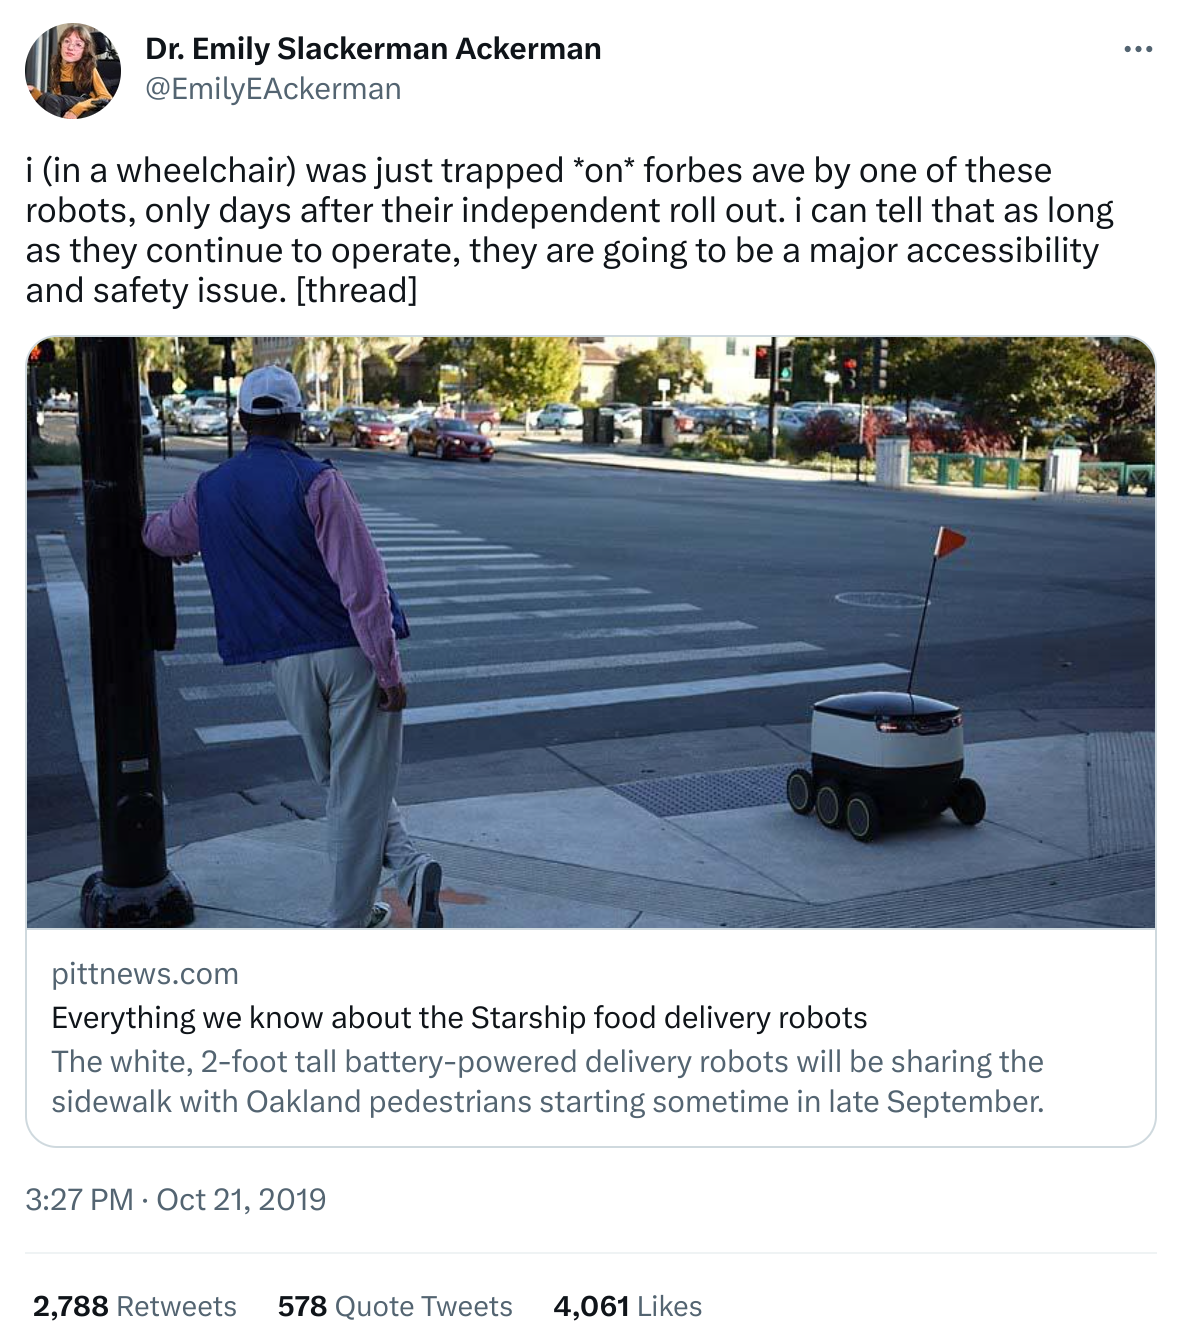 Dr. Emily Slackerman Ackerman
@EmilyEAckerman
i (in a wheelchair) was just trapped *on* forbes ave by one of these
robots, only days after their independent roll out. i can tell that as long
as they continue to operate, they are going to be a major accessibility
and safety issue. [thread]
pittnews.com
Everything we know about the Starship food delivery robots
The white, 2-foot tall battery-powered delivery robots will be sharing the
sidewalk with Oakland pedestrians starting sometime in late September.
3:27 PM · Oct 21, 2019
2,788 Retweets 578 Quote Tweets 4,061 Likes